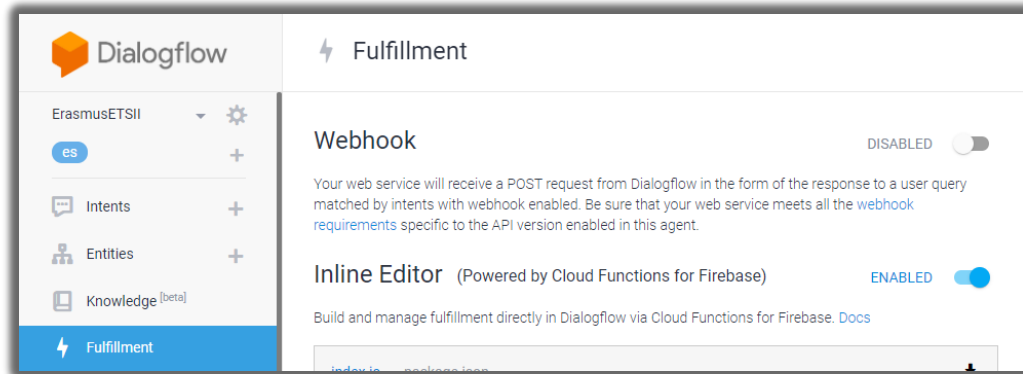 Dialogflow
ErasmusETSII
es
Intents
Entities
Knowledge [beta]
Fulfillment
Fulfillment
Webhook
DISABLED
Your web service will receive a POST request from Dialogflow in the form of the response to a user query
matched by intents with webhook enabled. Be sure that your web service meets all the webhook
requirements specific to the API version enabled in this agent.
Inline Editor (Powered by Cloud Functions for Firebase)
ENABLED
Build and manage fulfillment directly in Dialogflow via Cloud Functions for Firebase. Docs
index.js package.json